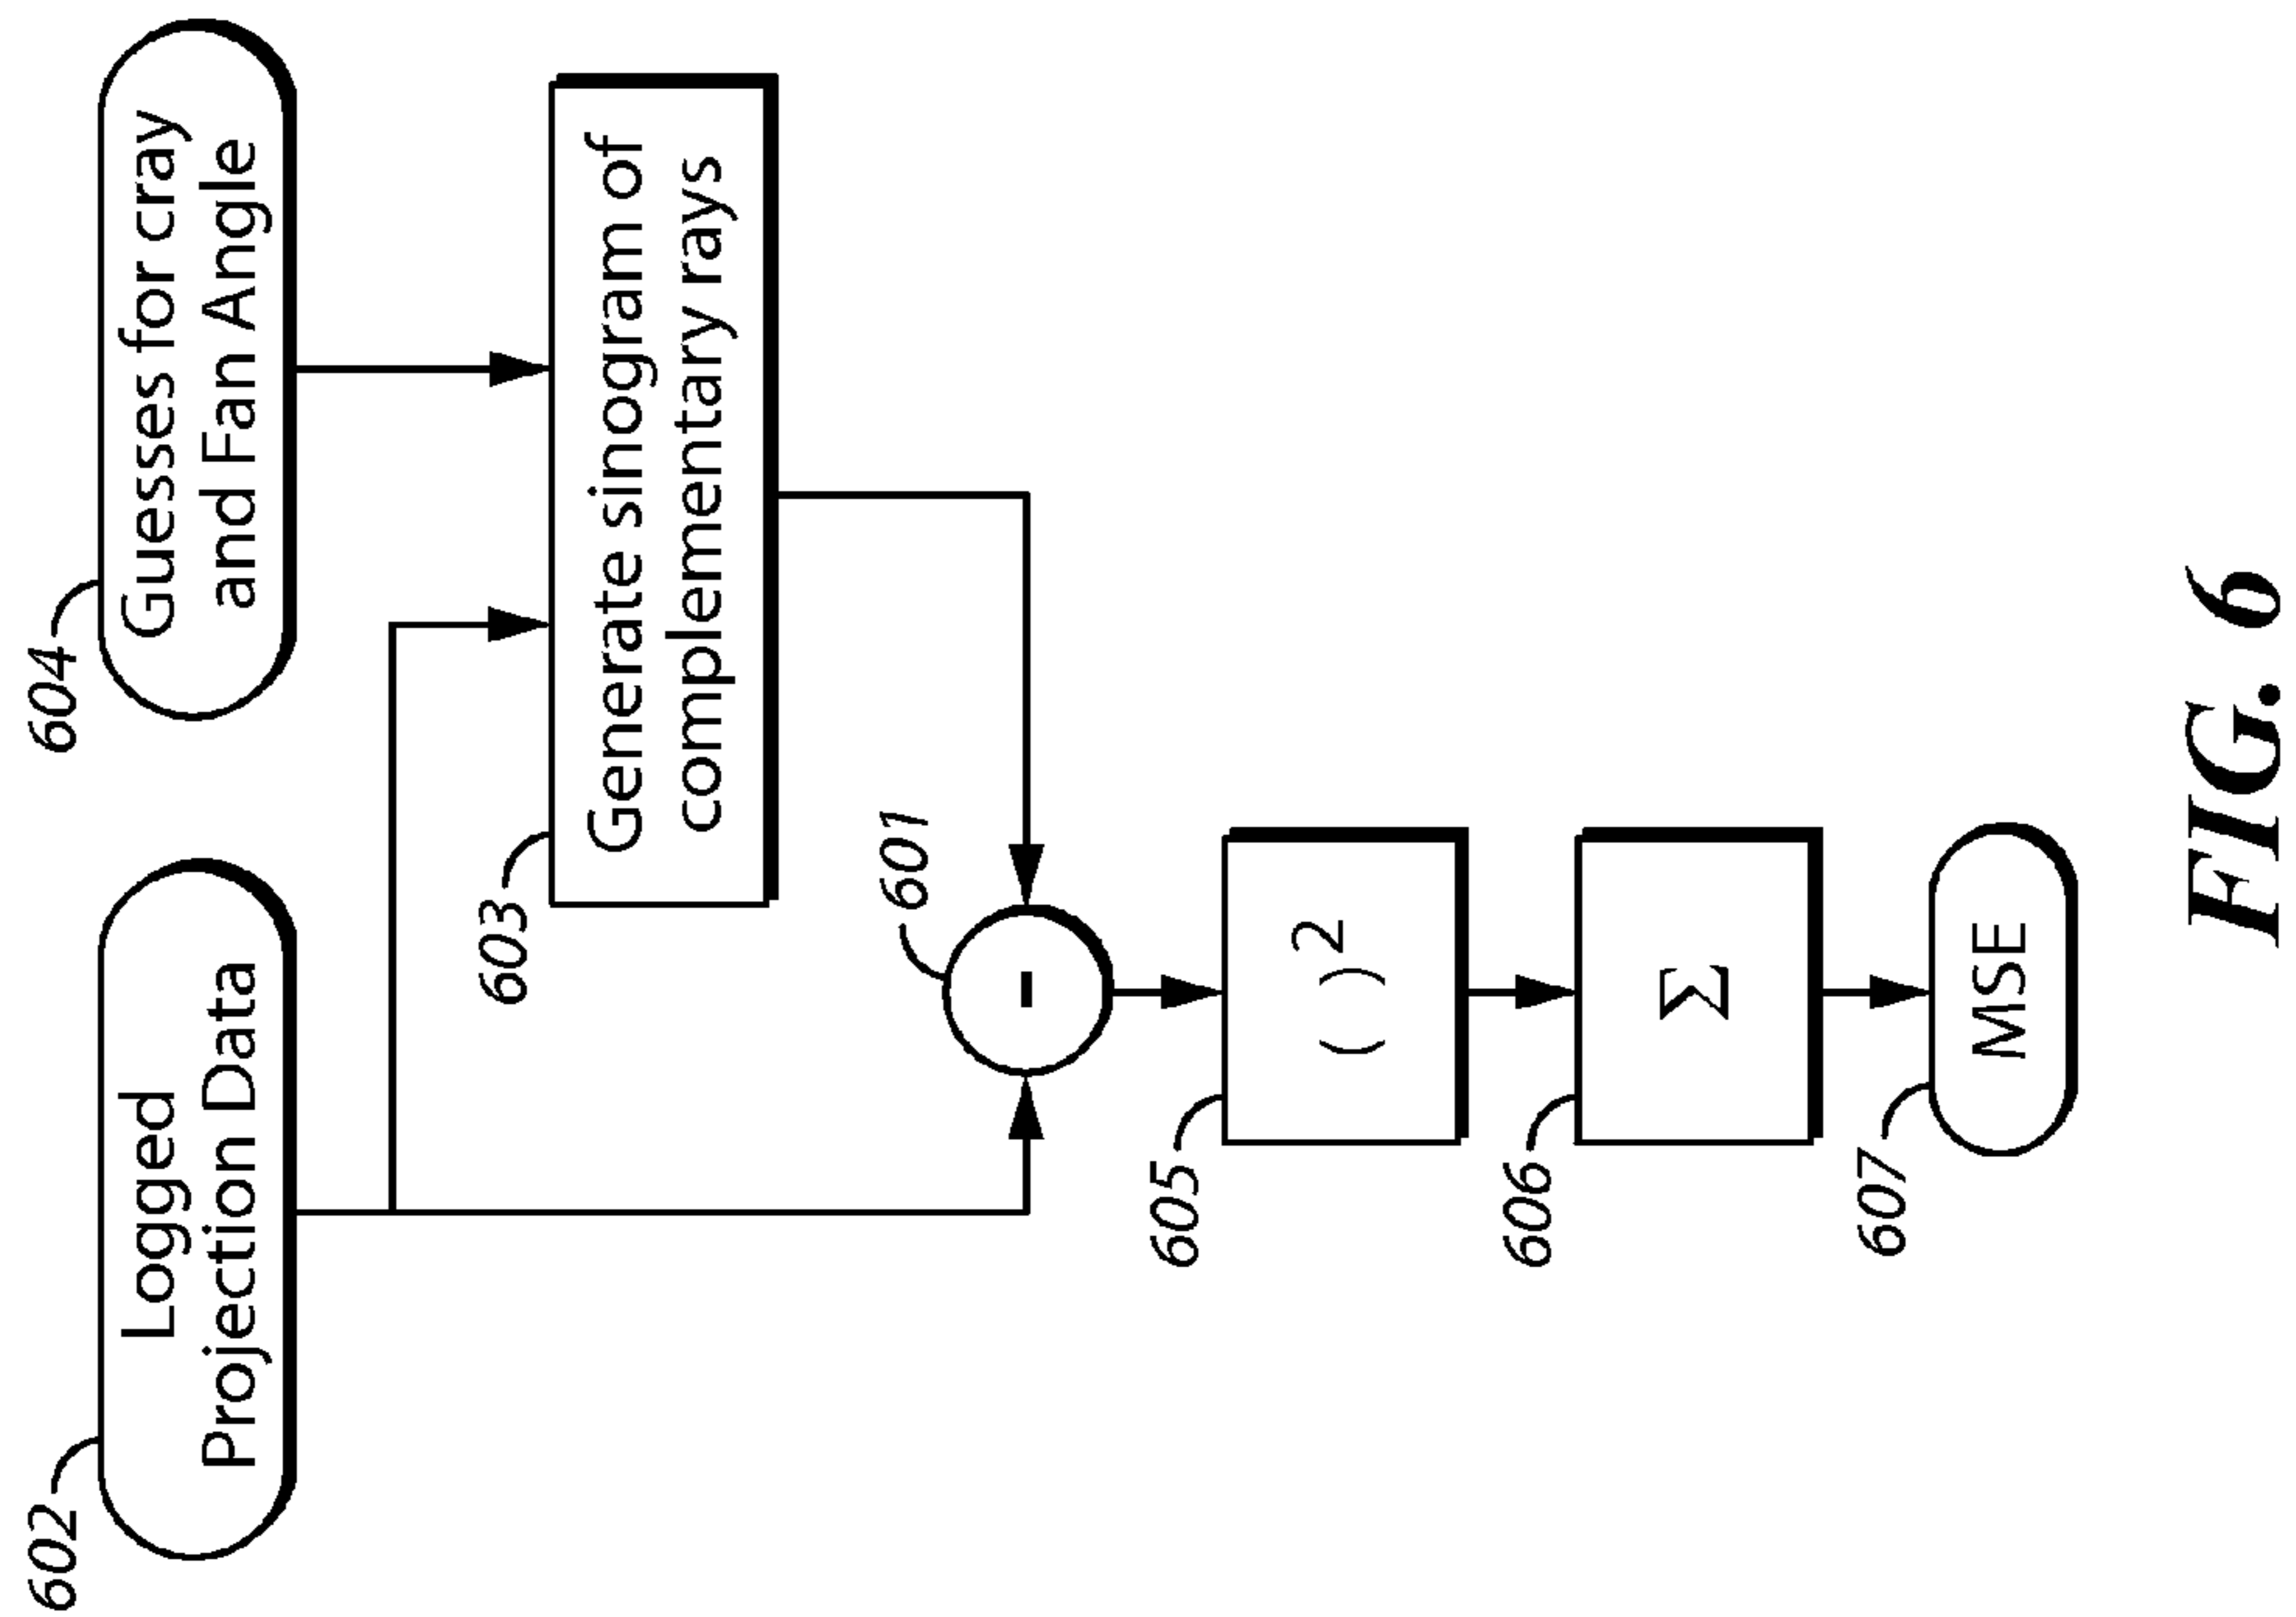 602
Logged
Projection Data
604
Guesses for cray
and Fan Angle
603
Generate sinogram of
complementary rays
601
-
605
( )2
606
Σ
607
MSE
FIG. 6